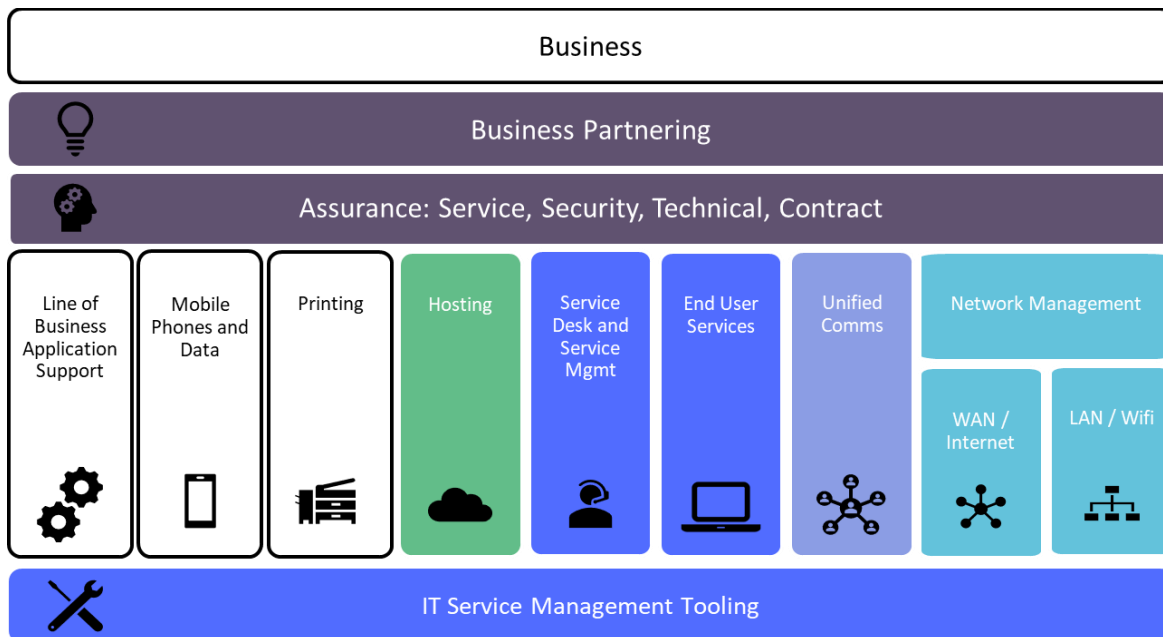 Business
Business Partnering
Assurance: Service, Security, Technical, Contract
Line of
Business
Application
Support
Mobile
Phones and
Data
Printing
Hosting
Service
Desk and
Service
Mgmt
End User
Services
Unified
Comms
Network Management
WAN /
Internet
LAN / Wifi
IT Service Management Tooling